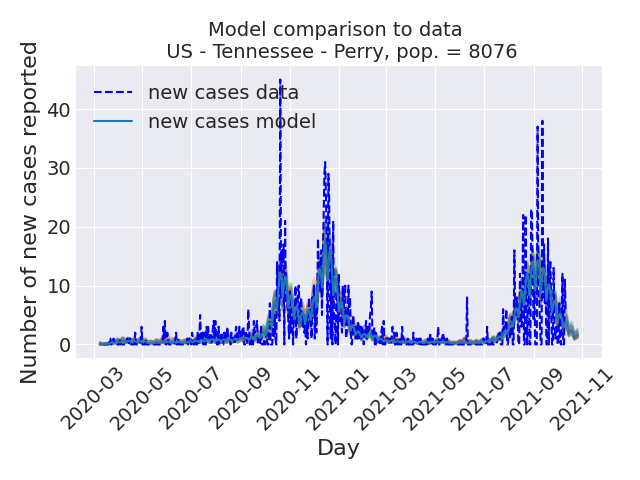 Model comparison to data
US - Tennessee - Perry, pop. = 8076
Number of new cases reported
40
30
20
10
0
new cases data
new cases model
2020-03
2020-05
2020-07
2020-09
2020-11
2021-01
2021-03
2021-05
2021-07
2021-09
2021-11
Day